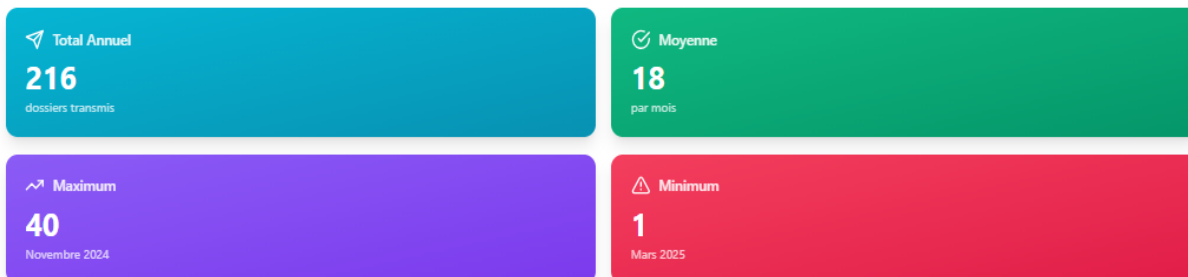 Total Annuel
216
dossiers transmis
Moyenne
18
par mois
Maximum
40
Novembre 2024
Minimum
1
Mars 2025